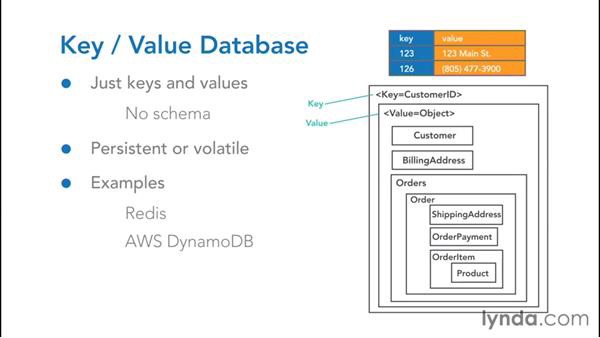 Key / Value Database
Just keys and values
No schema
Persistent or volatile
Examples
Redis
AWS DynamoDB
key value
123 123 Main St.
126 (805) 477-3900
Key
<Key=CustomerID>
Value
<Value=Object>
Customer
BillingAddress
Orders
Order
ShippingAddress
OrderPayment
OrderItem
Product
lynda.com